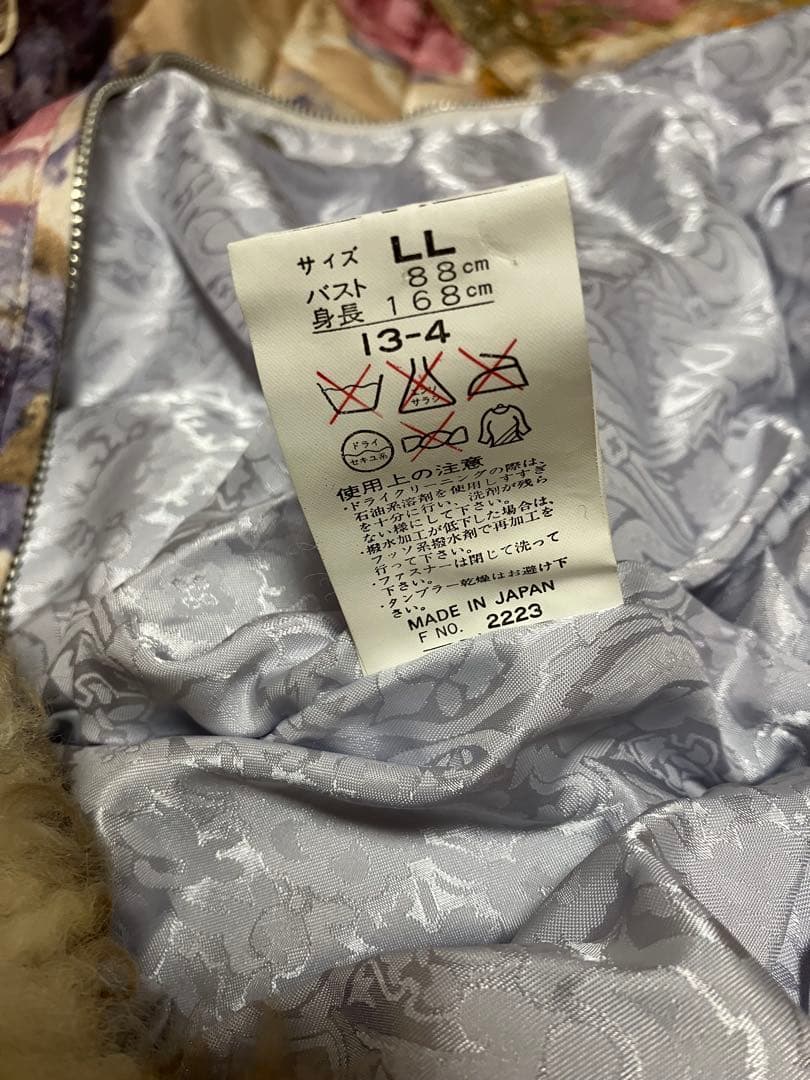 サイズ LL
バスト 88cm
身長 168cm
13-4
エンソ
サラシ
ドライ
セキユ系
使用上の注意
・ドライクリーニングの際は、
石油系溶剤を使用しすすぎ
を十分に行い、洗剤が残ら
ない様にして下さい。
・撥水加工が低下した場合は、
フッソ系撥水剤で再加工を
行って下さい。
・ファスナーは閉じて洗って
下さい。
・タンブラー乾燥はお避け下
さい。
MADE IN JAPAN
F NO. 2223